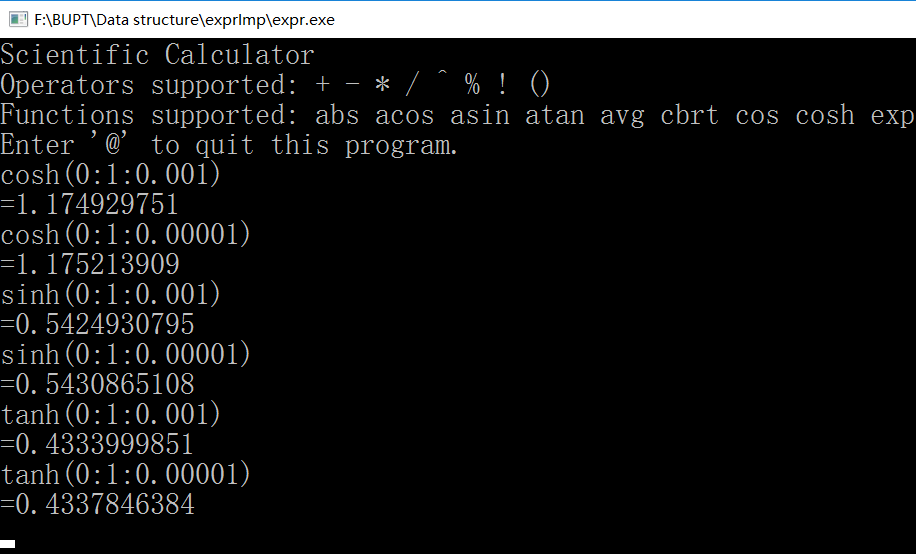 F:\BUPT\Data structure\exprImp\expr.exe
Scientific Calculator
Operators supported: + - * / ^ % ! ()
Functions supported: abs acos asin atan avg cbrt cos cosh exp
Enter '@' to quit this program.
cosh(0:1:0.001)
=1.174929751
cosh(0:1:0.00001)
=1.175213909
sinh(0:1:0.001)
=0.5424930795
sinh(0:1:0.00001)
=0.5430865108
tanh(0:1:0.001)
=0.4333999851
tanh(0:1:0.00001)
=0.4337846384